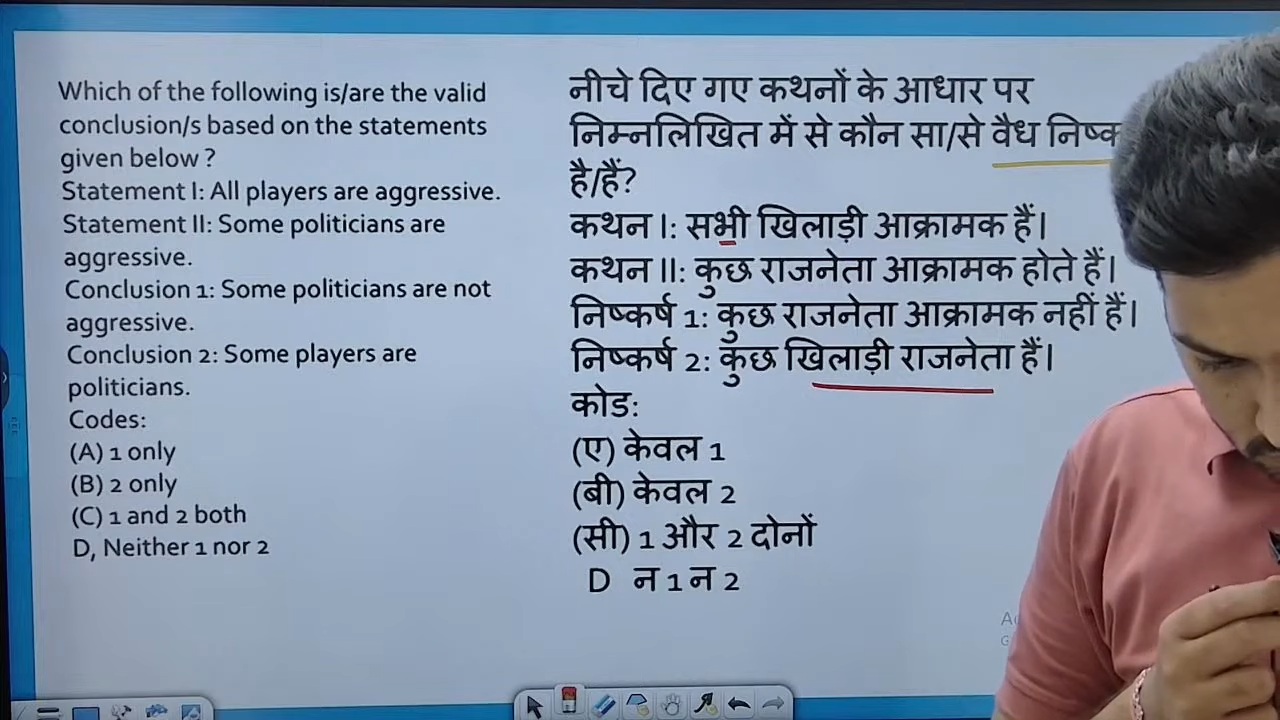 Which of the following is/are the valid
conclusion/s based on the statements
given below ?
Statement I: All players are aggressive.
Statement II: Some politicians are
aggressive.
Conclusion 1: Some politicians are not
aggressive.
Conclusion 2: Some players are
politicians.
Codes:
(A) 1 only
(B) 2 only
(C) 1 and 2 both
D, Neither 1 nor 2
नीचे दिए गए कथनों के आधार पर
निम्नलिखित में से कौन सा/से वैध
है/हैं?
कथन I: सभी खिलाड़ी आक्रामक हैं।
कथन II: कुछ राजनेता आक्रामक होते हैं।
निष्कर्ष 1: कुछ राजनेता आक्रामक नहीं हैं।
निष्कर्ष 2: कुछ खिलाड़ी राजनेता हैं।
कोड:
(ए) केवल 1
(बी) केवल 2
(सी) 1 और 2 दोनों
D न 1 न 2